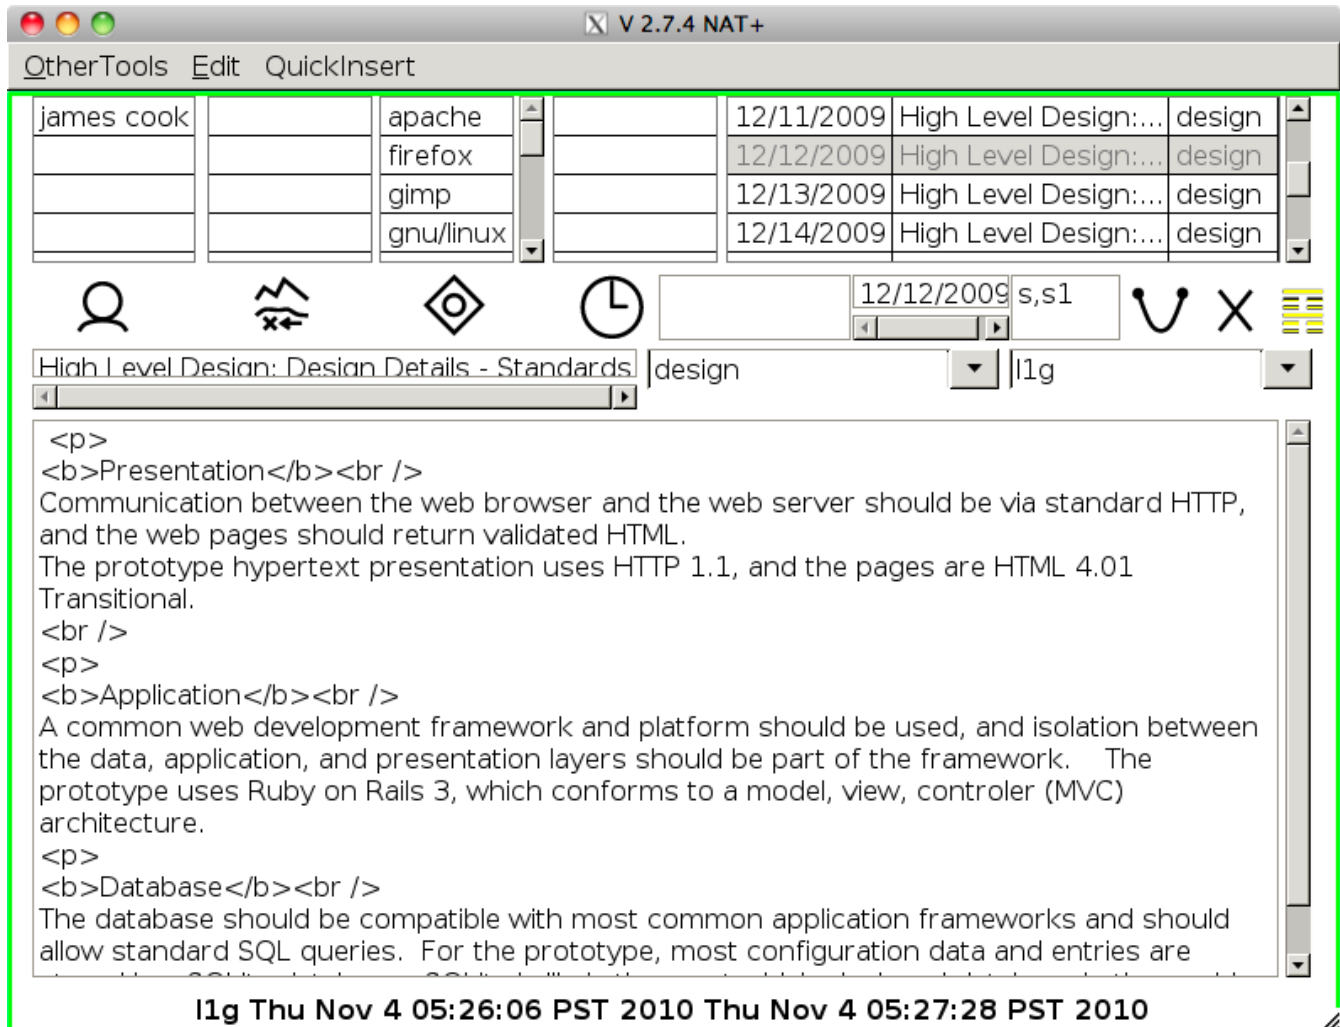 V 2.7.4 NAT+
OtherTools Edit QuickInsert
james cook apache 12/11/2009 High Level Design:... design
firefox 12/12/2009 High Level Design:... design
gimp 12/13/2009 High Level Design:... design
gnu/linux 12/14/2009 High Level Design:... design
12/12/2009 s,s1
High Level Design: Design Details - Standards design l1g
<p>
<b>Presentation</b><br />
Communication between the web browser and the web server should be via standard HTTP,
and the web pages should return validated HTML.
The prototype hypertext presentation uses HTTP 1.1, and the pages are HTML 4.01
Transitional.
<br />
<p>
<b>Application</b><br />
A common web development framework and platform should be used, and isolation between
the data, application, and presentation layers should be part of the framework. The
prototype uses Ruby on Rails 3, which conforms to a model, view, controler (MVC)
architecture.
<p>
<b>Database</b><br />
The database should be compatible with most common application frameworks and should
allow standard SQL queries. For the prototype, most configuration data and entries are
l1g Thu Nov 4 05:26:06 PST 2010 Thu Nov 4 05:27:28 PST 2010